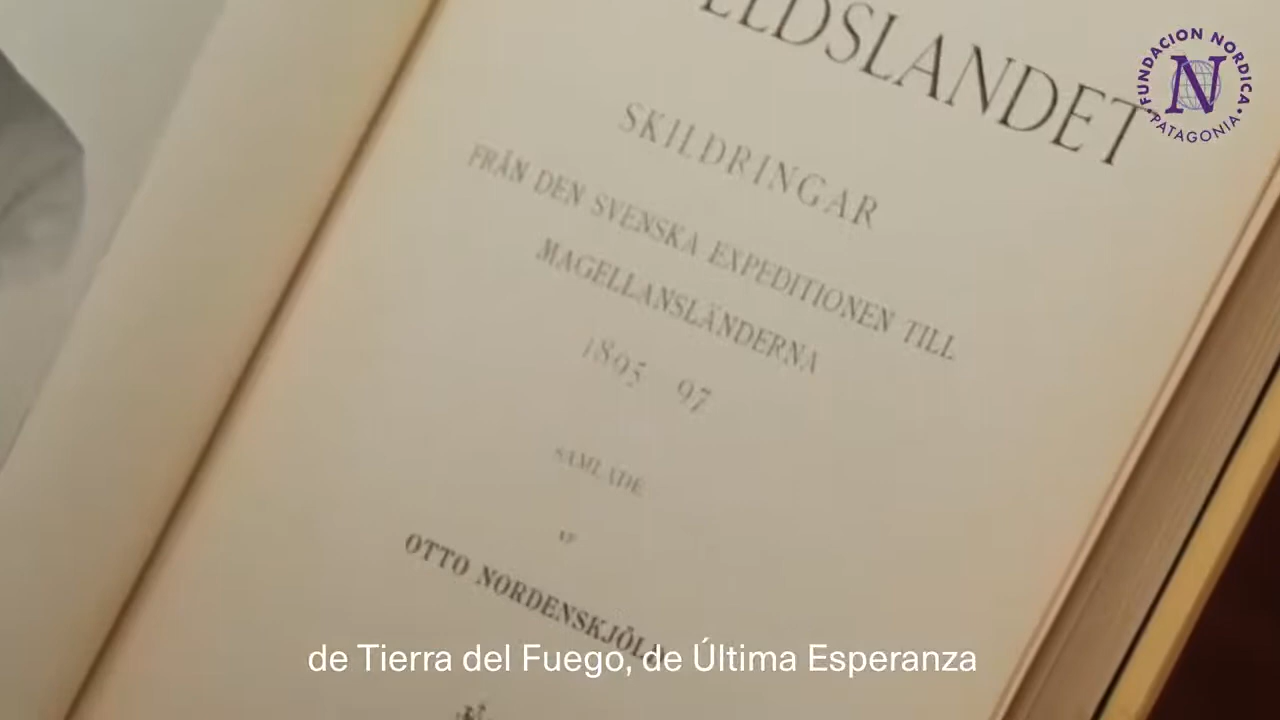 ELDSLANDET
SKILDRINGAR
FRÅN DEN SVENSKA EXPEDITIONEN TILL
MAGELLANSLÄNDERNA
1895 97
SAMLADE
AF
OTTO NORDENSKJÖLD
de Tierra del Fuego, de Última Esperanza
FUNDACION NORDICA
N
PATAGONIA